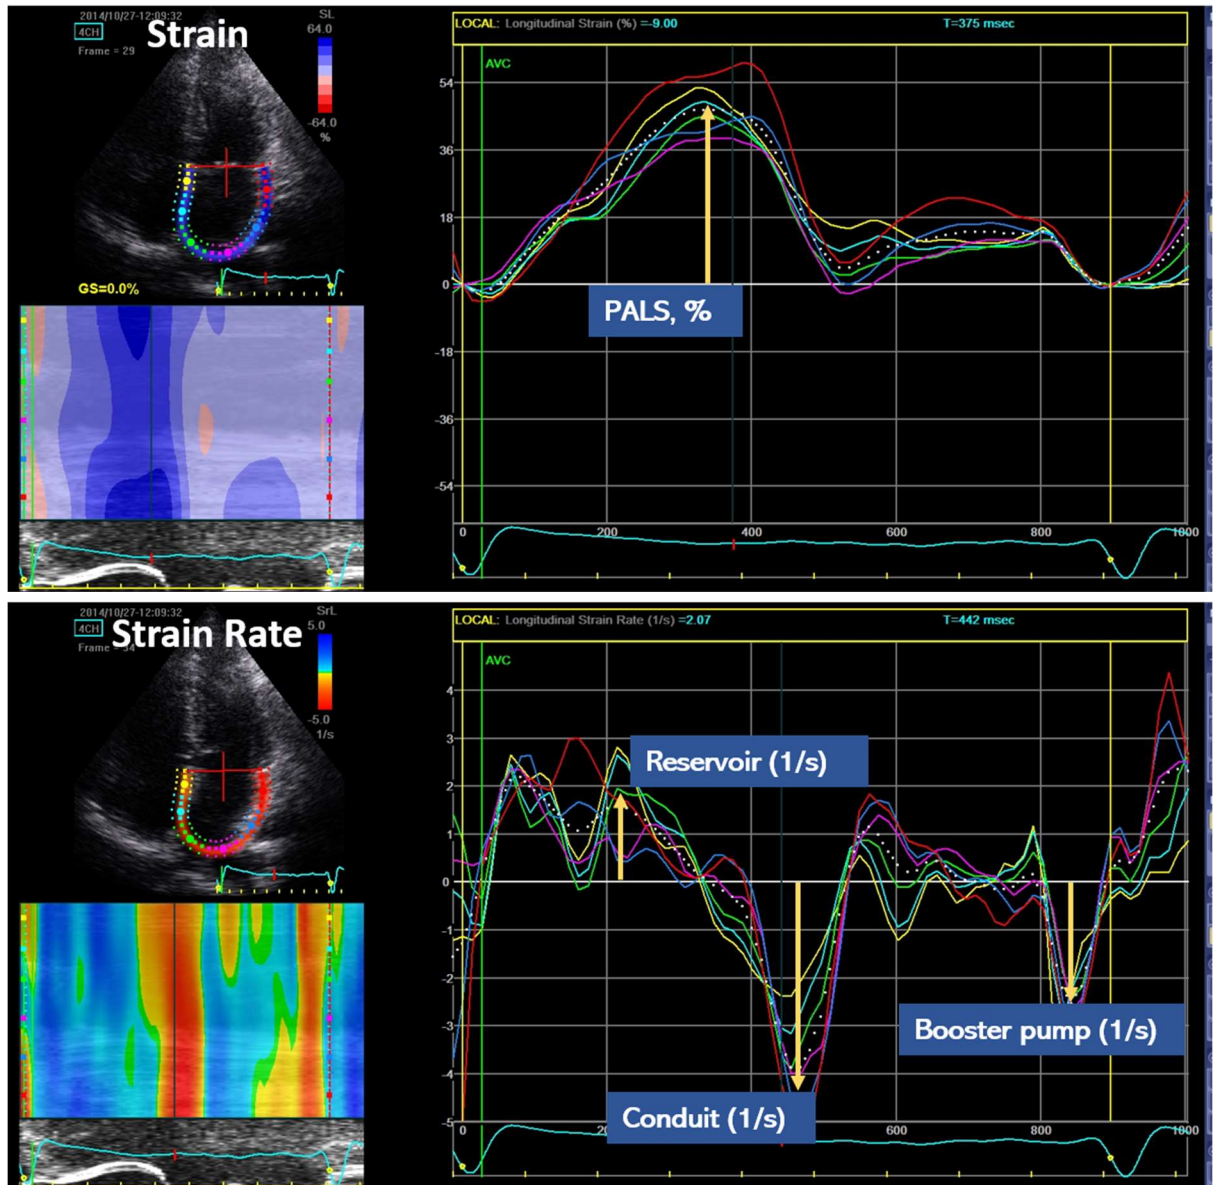 2014/10/27-12:09:32
SL
4CH
Strain
64.0
Frame = 29
-64.0
%
GS=0.0%
LOCAL: Longitudinal Strain (%) =-9.00 T=375 msec
AVC
54
36
18
0
-18
-36
-54
PALS, %
0 200 400 600 800 1000
2014/10/27-12:09:32
SrL
4CH
Strain Rate
5.0
-5.0
1/s
LOCAL: Longitudinal Strain Rate (1/s) =2.07 T=442 msec
AVC
4
3
2
1
0
-1
-2
-3
-4
-5
Reservoir (1/s)
Booster pump (1/s)
Conduit (1/s)
0 600 800 1000